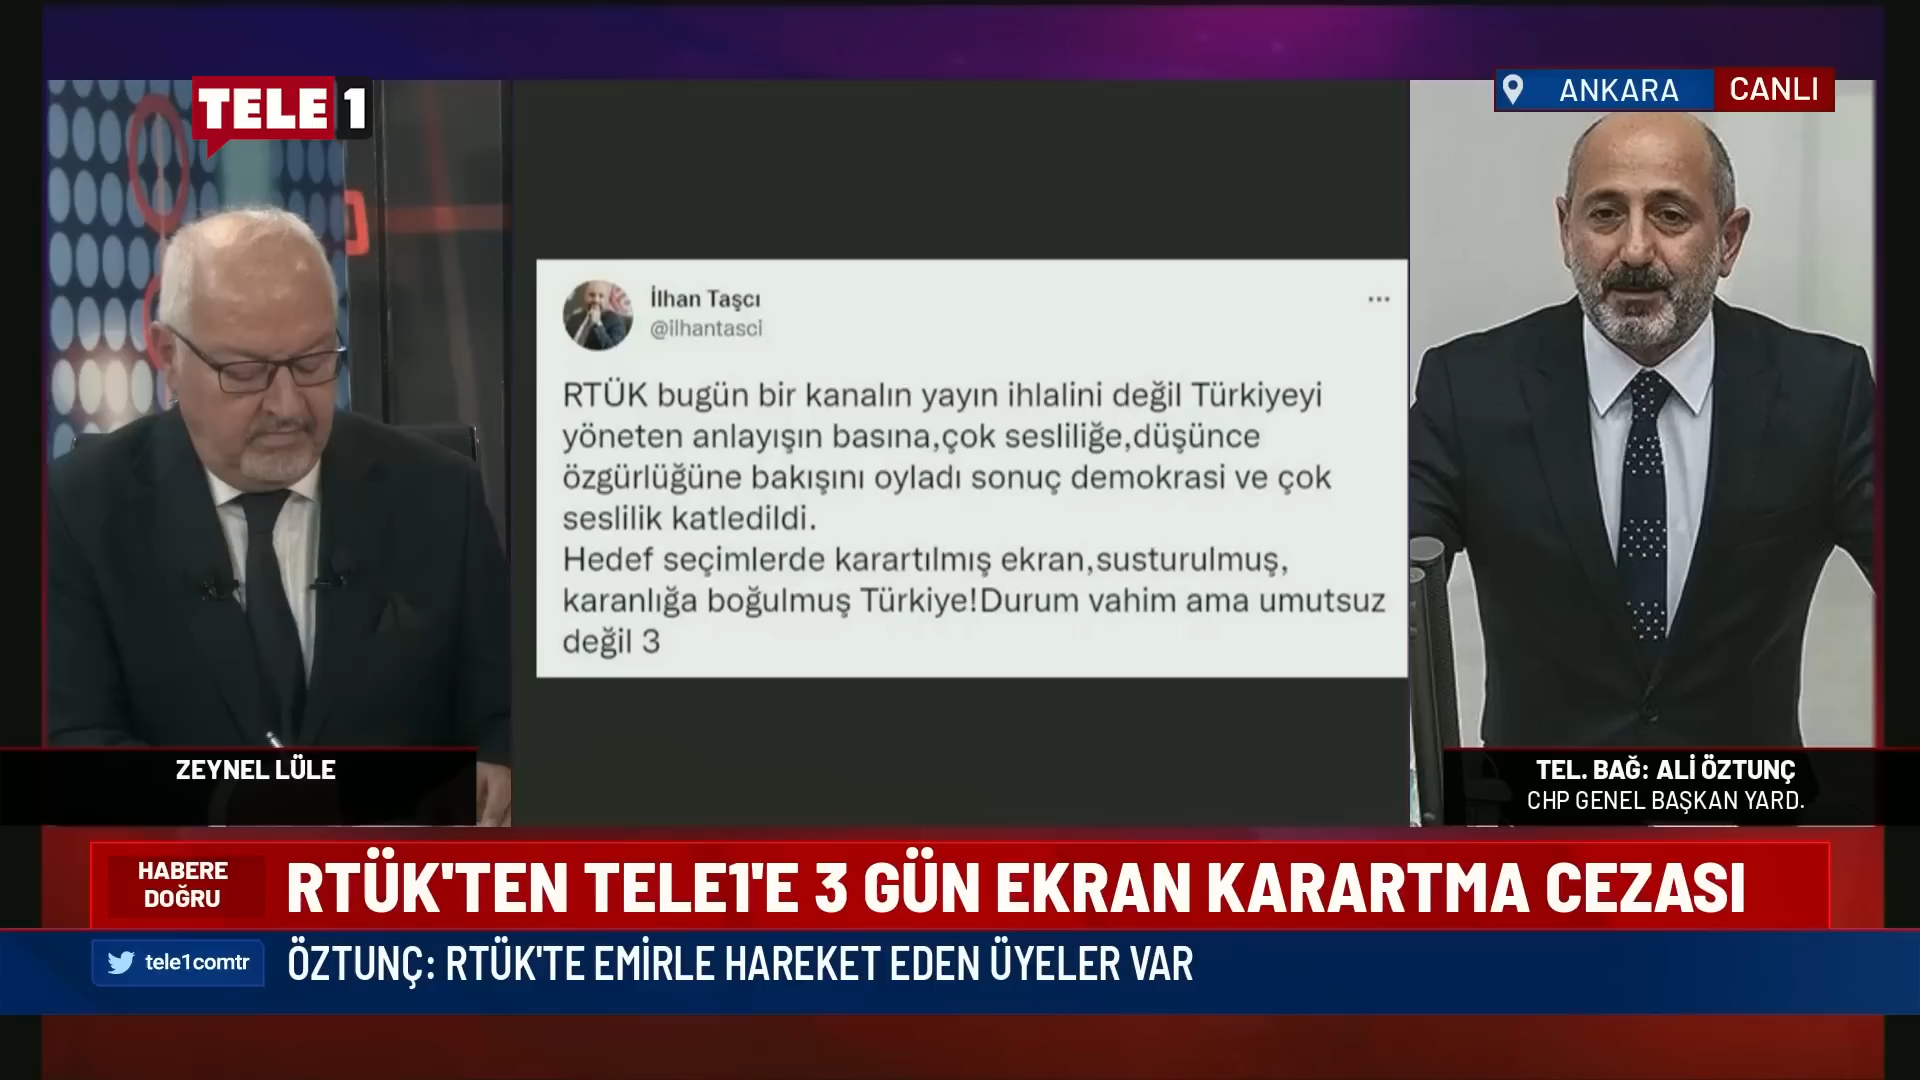 TELE 1
ANKARA
CANLI
İlhan Taşcı
@ilhantasci
RTÜK bugün bir kanalın yayın ihlalini değil Türkiyeyi
yöneten anlayışın basına,çok sesliliğe,düşünce
özgürlüğüne bakışını oyladı sonuç demokrasi ve çok
seslilik katledildi.
Hedef seçimlerde karartılmış ekran,susturulmuş,
karanlığa boğulmuş Türkiye!Durum vahim ama umutsuz
değil 3
ZEYNEL LÜLE
TEL. BAĞ: ALİ ÖZTUNÇ
CHP GENEL BAŞKAN YARD.
HABERE
DOĞRU
RTÜK'TEN TELE1'E 3 GÜN EKRAN KARARTMA CEZASI
tele1comtr
ÖZTUNÇ: RTÜK'TE EMİRLE HAREKET EDEN ÜYELER VAR